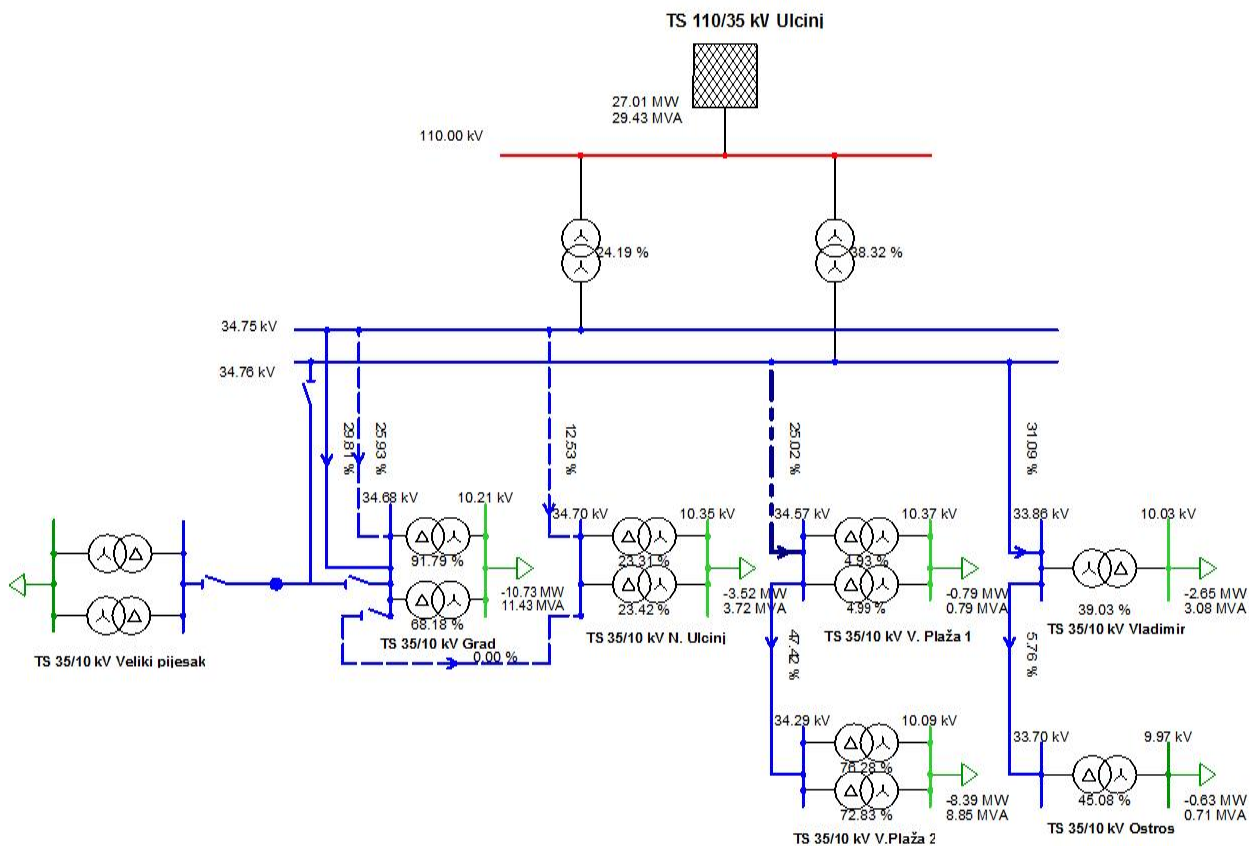 TS 110/35 kV Ulcinj
27.01 MW
29.43 MVA
110.00 kV
24.19 %
38.32 %
34.75 kV
34.76 kV
29.81 %
25.93 %
12.53 %
25.02 %
31.09 %
34.68 kV
10.21 kV
34.70 kV
10.35 kV
34.57 kV
10.37 kV
33.86 kV
10.03 kV
91.79 %
23.31 %
4.93 %
-10.73 MW
11.43 MVA
-3.52 MW
3.72 MVA
-0.79 MW
0.79 MVA
-2.65 MW
3.08 MVA
68.18 %
23.42 %
4.99 %
39.03 %
TS 35/10 kV Veliki pijesak
TS 35/10 kV Grad
TS 35/10 kV N. Ulcinj
TS 35/10 kV V. Plaža 1
TS 35/10 kV Vladimir
0.00 %
47.42 %
5.76 %
34.29 kV
10.09 kV
33.70 kV
9.97 kV
76.28 %
72.83 %
45.08 %
-8.39 MW
8.85 MVA
-0.63 MW
0.71 MVA
TS 35/10 kV V.Plaža 2
TS 35/10 kV Ostros